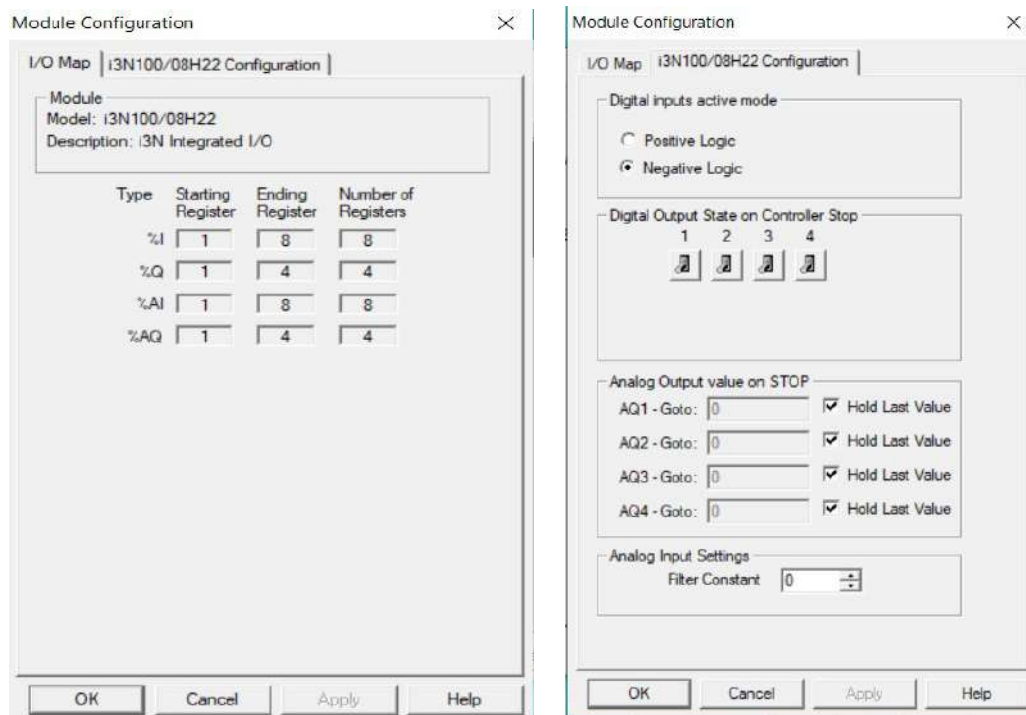 Module Configuration
I/O Map
i3N100/08H22 Configuration
Module
Model: i3N100/08H22
Description: i3N Integrated I/O
Type Starting Register Ending Register Number of Registers
%I 1 8 8
%Q 1 4 4
%AI 1 8 8
%AQ 1 4 4
OK Cancel Apply Help
Module Configuration
I/O Map
i3N100/08H22 Configuration
Digital inputs active mode
Positive Logic
Negative Logic
Digital Output State on Controller Stop
1 2 3 4
Analog Output value on STOP
AQ1 - Goto: 0 Hold Last Value
AQ2 - Goto: 0 Hold Last Value
AQ3 - Goto: 0 Hold Last Value
AQ4 - Goto: 0 Hold Last Value
Analog Input Settings
Filter Constant 0
OK Cancel Apply Help